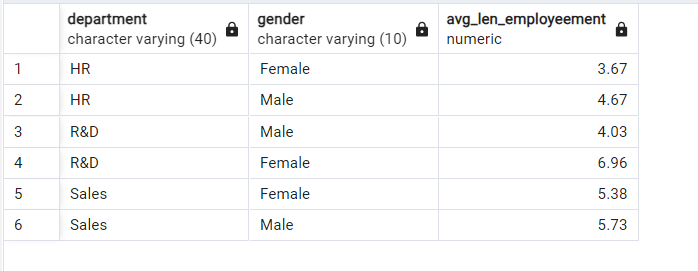 department gender avg_len_employeement
character varying (40) character varying (10) numeric
1 HR Female 3.67
2 HR Male 4.67
3 R&D Male 4.03
4 R&D Female 6.96
5 Sales Female 5.38
6 Sales Male 5.73